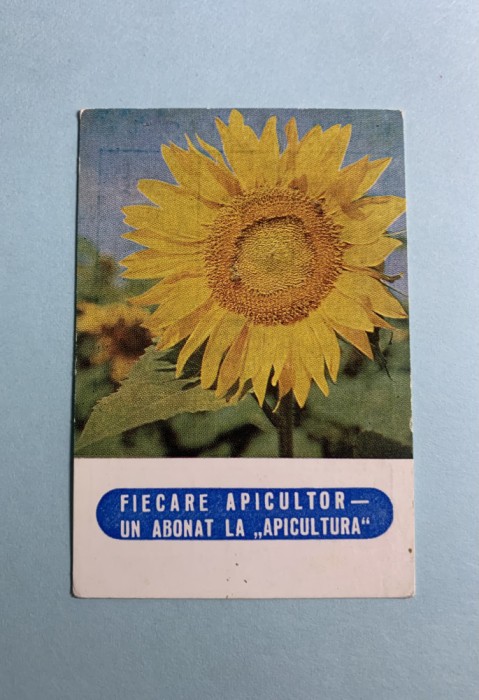 FIECARE APICULTOR—
UN ABONAT LA „APICULTURA“